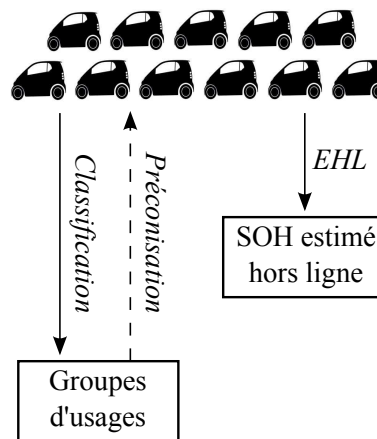 Classification
Préconisation
EHL
SOH estimé
hors ligne
Groupes
d'usages